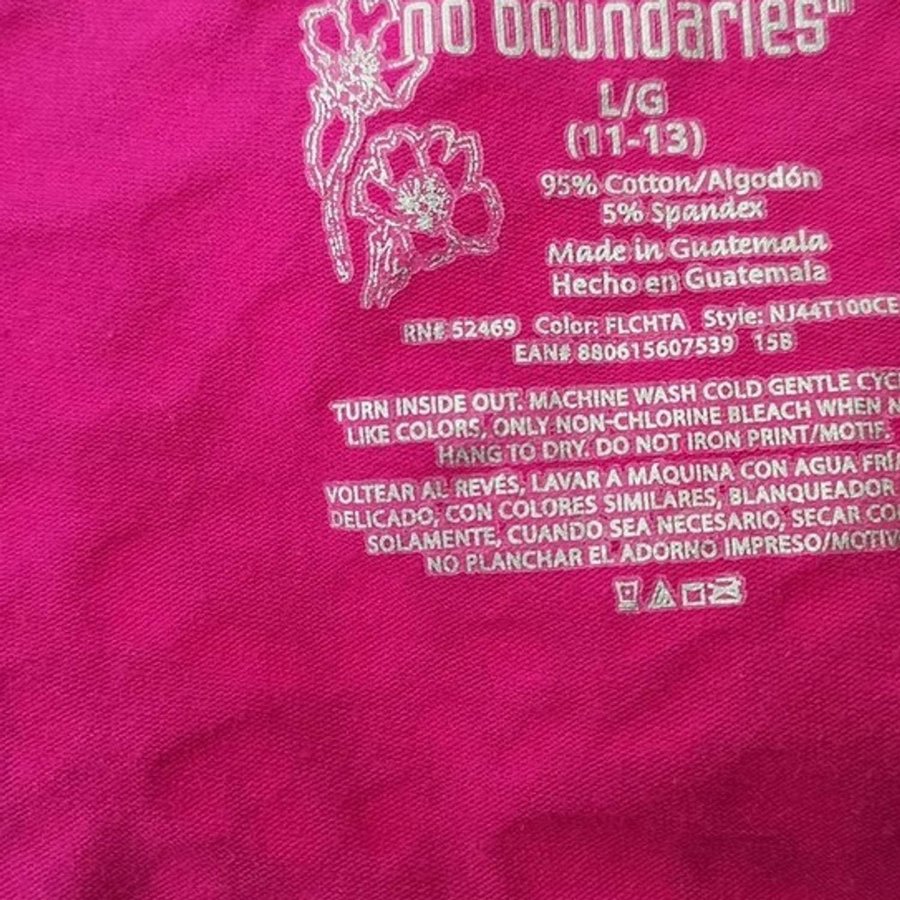 no boundaries™
L/G
(11-13)
95% Cotton/Algodón
5% Spandex
Made in Guatemala
Hecho en Guatemala
RN# 52469 Color: FLCHTA Style: NJ44T100CE
EAN# 880615607539 15B
TURN INSIDE OUT. MACHINE WASH COLD GENTLE
LIKE COLORS, ONLY NON-CHLORINE BLEACH WHEN
HANG TO DRY. DO NOT IRON PRINT/MOTIF.
VOLTEAR AL REVÉS, LAVAR A MÁQUINA CON AGUA
DELICADO, CON COLORES SIMILARES, BLANQUEADOR
SOLAMENTE, CUANDO SEA NECESARIO, SECAR
NO PLANCHAR EL ADORNO IMPRESO/MOTIV